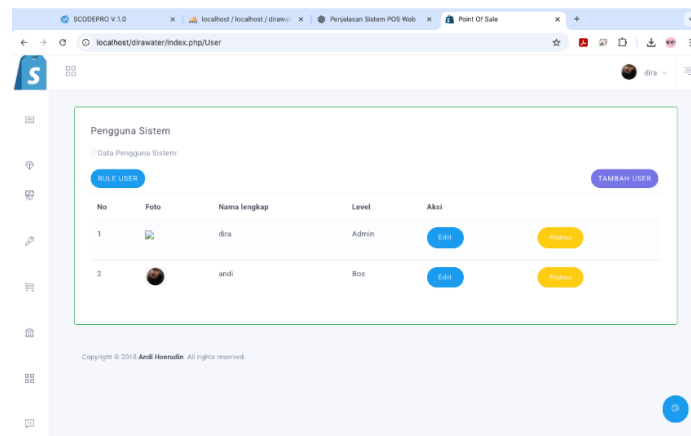 SCODEPRO V.1.0
localhost / localhost / dirawat
Penjelasan Sistem POS Web
Point Of Sale
localhost/dirawater/index.php/User
S
dira
Pengguna Sistem
Data Pengguna Sistem:
RULE USER
TAMBAH USER
No Foto Nama lengkap Level Aksi
1 dira Admin Edit Hapus
2 andi Bos Edit Hapus
Copyright © 2018 Andi Hoerudin. All rights reserved.